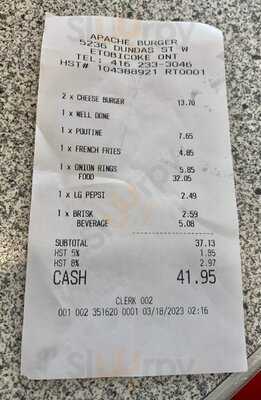 APACHE BURGER
5236 DUNDAS ST W
ETOBICOKE ONT
TEL: 416 233-3046
HST# 104388921 RT0001
2 x CHEESE BURGER 13.70
1 x WELL DONE
1 x POUTINE 7.65
1 x FRENCH FRIES 4.85
1 x ONION RINGS 5.85
FOOD 32.05
1 x LG PEPSI 2.49
1 x BRISK 2.59
BEVERAGE 5.08
SUBTOTAL 37.13
HST 5% 1.85
HST 8% 2.97
CASH 41.95
CLERK 002
001 002 351620 0001 03/18/2023 02:16